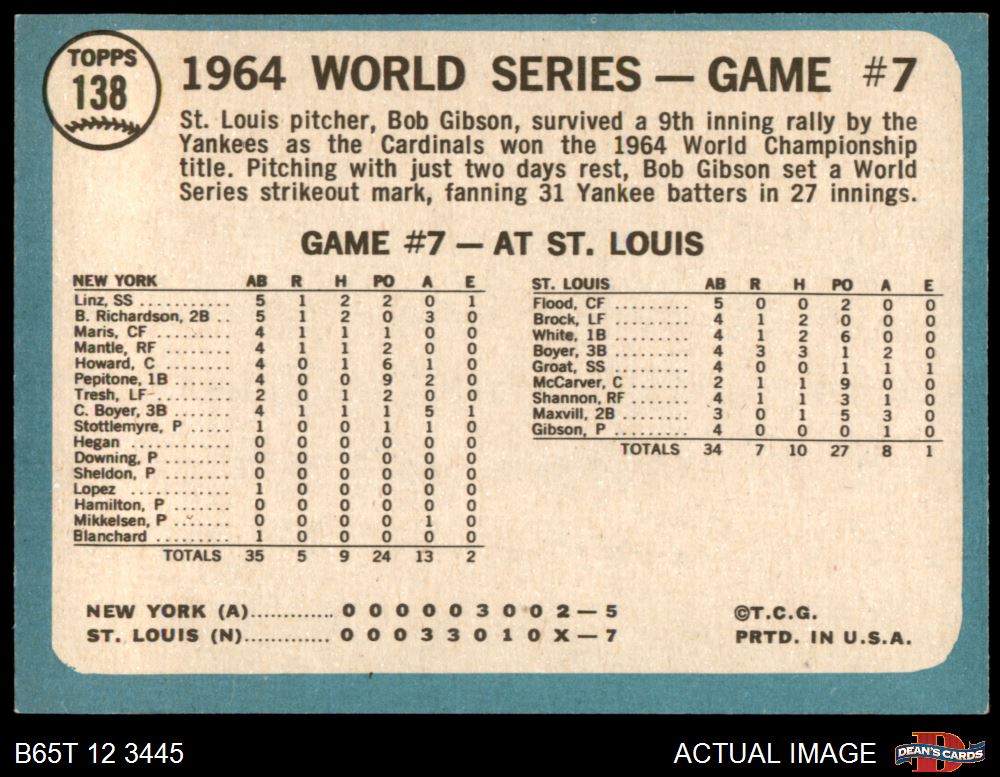 TOPPS
138
1964 WORLD SERIES — GAME #7
St. Louis pitcher, Bob Gibson, survived a 9th inning rally by the
Yankees as the Cardinals won the 1964 World Championship
title. Pitching with just two days rest, Bob Gibson set a World
Series strikeout mark, fanning 31 Yankee batters in 27 innings.
GAME #7 — AT ST. LOUIS
NEW YORK AB R H PO A E
Linz, SS ........... 5 1 2 2 0 1
B. Richardson, 2B .. 5 1 2 0 3 0
Maris, CF ......... 4 1 1 1 0 0
Mantle, RF ........ 4 1 1 2 0 0
Howard, C ........ 4 0 1 6 1 0
Pepitone, 1B ...... 4 0 0 9 2 0
Tresh, LF ......... 2 0 1 2 0 0
C. Boyer, 3B ...... 4 1 1 1 5 1
Stottlemyre, P ..... 1 0 0 1 1 0
Hegan ............ 0 0 0 0 0 0
Downing, P ........ 0 0 0 0 0 0
Sheldon, P ........ 0 0 0 0 0 0
Lopez ............ 1 0 0 0 0 0
Hamilton, P ....... 0 0 0 0 0 0
Mikkelsen, P ...... 0 0 0 0 1 0
Blanchard ......... 1 0 0 0 0 0
TOTALS 35 5 9 24 13 2
ST. LOUIS AB R H PO A E
Flood, CF ......... 5 0 0 2 0 0
Brock, LF ......... 4 1 2 0 0 0
White, 1B ......... 4 1 2 6 0 0
Boyer, 3B ......... 4 3 3 1 2 0
Groat, SS ......... 4 0 0 1 1 1
McCarver, C ....... 2 1 1 9 0 0
Shannon, RF ....... 4 1 1 3 1 0
Maxvill, 2B ........ 3 0 1 5 3 0
Gibson, P ......... 4 0 0 0 1 0
TOTALS 34 7 10 27 8 1
NEW YORK (A)............ 0 0 0 0 0 3 0 0 2 — 5
ST. LOUIS (N)............ 0 0 0 3 3 0 1 0 X — 7
©T.C.G.
PRTD. IN U.S.A.
B65T 12 3445
ACTUAL IMAGE
D
DEAN'S CARDS